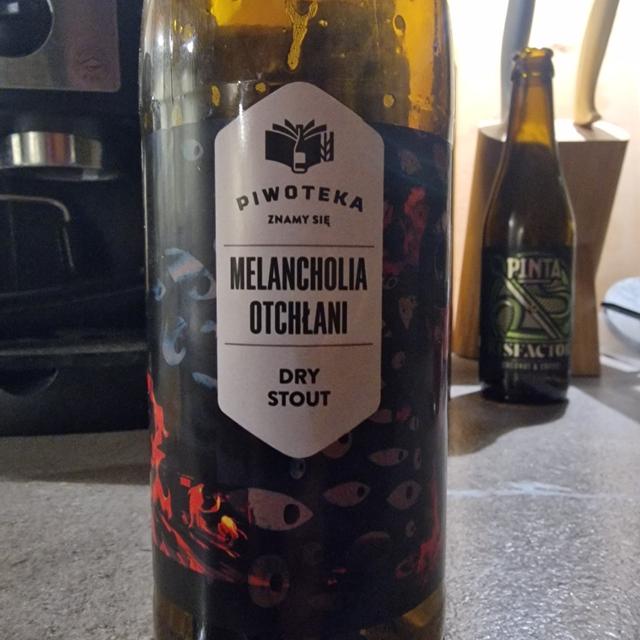 PIWOTEKA
ZNAMY SIĘ
MELANCHOLIA
OTCHŁANI
DRY
STOUT
PINTA